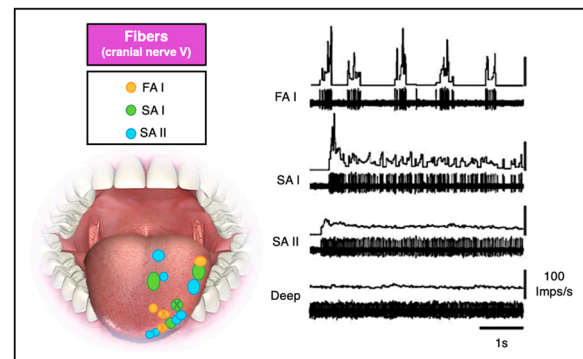 Fibers
(cranial nerve V)
FA I
SA I
SA II
FA I
SA I
SA II
Deep
100
Imps/s
1s